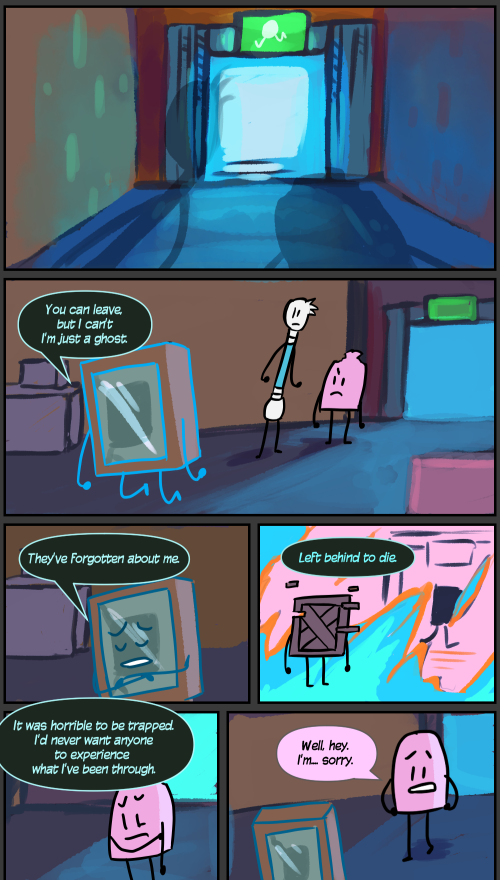 You can leave,
but I can't
I'm just a ghost.
They've Forgotten about me.
Left behind to die.
It was horrible to be trapped.
I'd never want anyone
to experience
what I've been through.
Well, hey.
I'm... sorry.